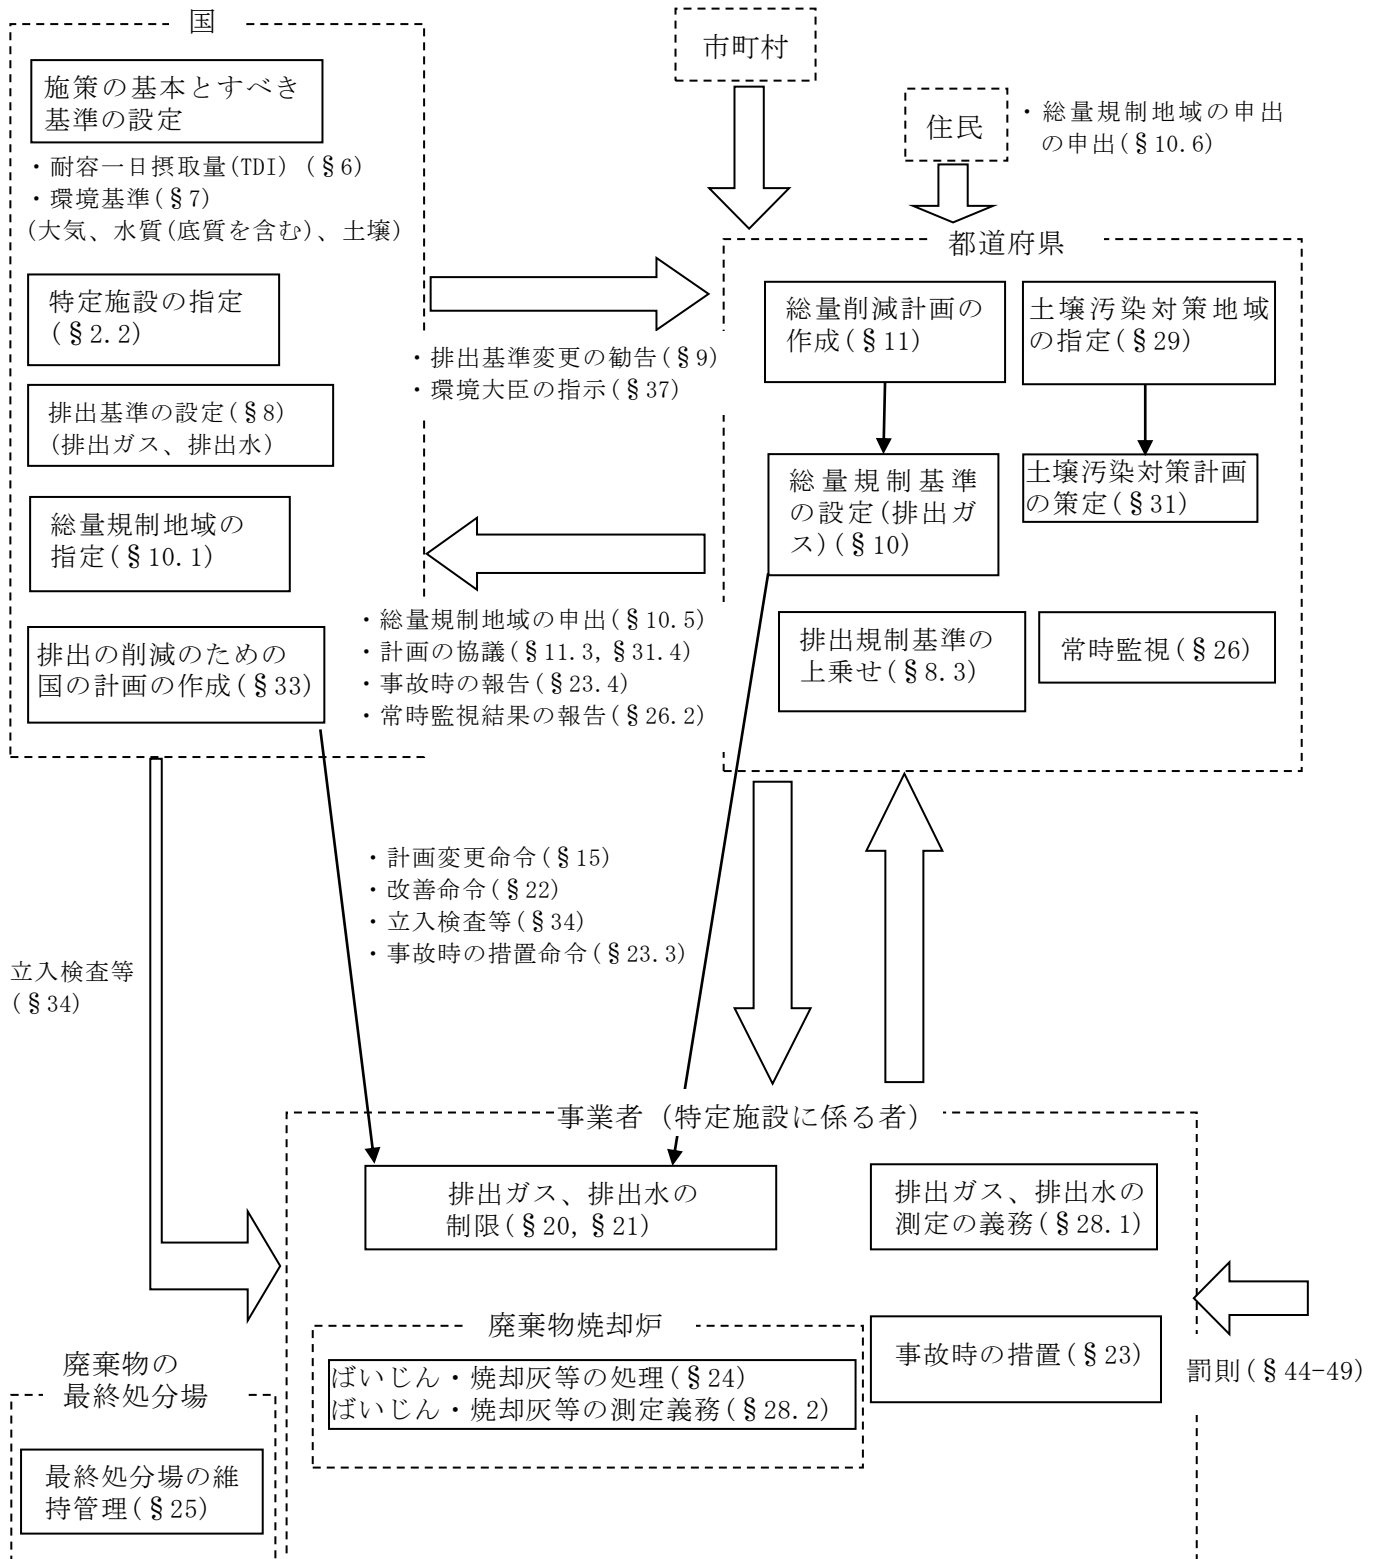 国
施策の基本とすべき
基準の設定
・耐容一日摂取量(TDI) (§6)
・環境基準(§7)
(大気、水質(底質を含む)、土壌)
特定施設の指定
(§2.2)
排出基準の設定(§8)
(排出ガス、排出水)
総量規制地域の
指定(§10.1)
排出の削減のための
国の計画の作成(§33)
市町村
住民
・総量規制地域の申出
の申出(§10.6)
・排出基準変更の勧告(§9)
・環境大臣の指示(§37)
都道府県
総量削減計画の
作成(§11)
土壌汚染対策地域
の指定(§29)
総量規制基準
の設定(排出ガ
ス)(§10)
土壌汚染対策計画
の策定(§31)
排出規制基準の
上乗せ(§8.3)
常時監視(§26)
・総量規制地域の申出(§10.5)
・計画の協議(§11.3,§31.4)
・事故時の報告(§23.4)
・常時監視結果の報告(§26.2)
・計画変更命令(§15)
・改善命令(§22)
・立入検査等(§34)
・事故時の措置命令(§23.3)
立入検査等
(§34)
事業者（特定施設に係る者）
排出ガス、排出水の
制限(§20,§21)
排出ガス、排出水の
測定の義務(§28.1)
廃棄物焼却炉
ばいじん・焼却灰等の処理(§24)
ばいじん・焼却灰等の測定義務(§28.2)
事故時の措置(§23)
罰則(§44-49)
廃棄物の
最終処分場
最終処分場の維
持管理(§25)